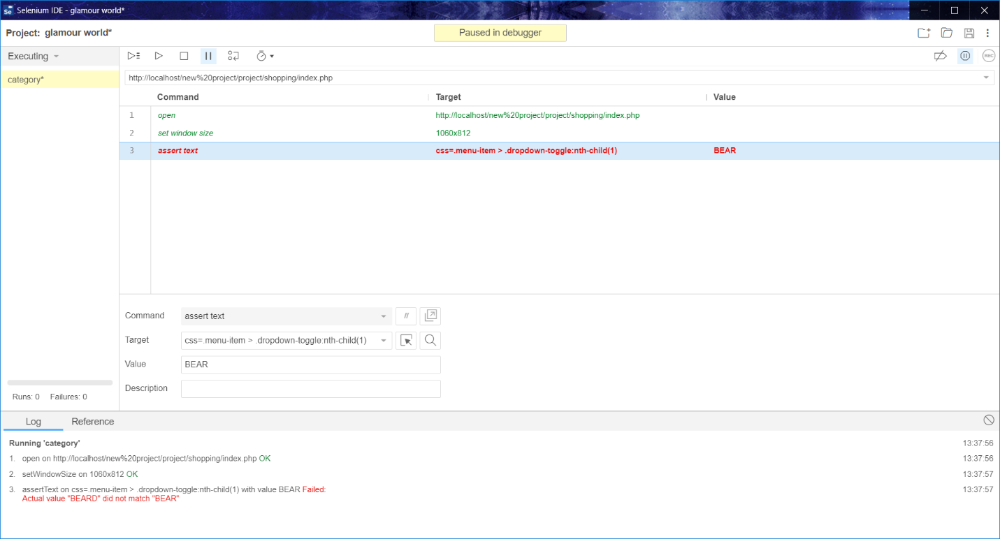 Se Selenium IDE - glamour world*
Project: glamour world*
Paused in debugger
Executing
REC
category*
http://localhost/new%20project/project/shopping/index.php
Command Target Value
1 open http://localhost/new%20project/project/shopping/index.php
2 set window size 1060x812
3 assert text css=.menu-item > .dropdown-toggle:nth-child(1) BEAR
Command assert text //
Target css=.menu-item > .dropdown-toggle:nth-child(1)
Value BEAR
Description
Runs: 0 Failures: 0
Log Reference
Running 'category' 13:37:56
1. open on http://localhost/new%20project/project/shopping/index.php OK 13:37:56
2. setWindowSize on 1060x812 OK 13:37:57
3. assertText on css=.menu-item > .dropdown-toggle:nth-child(1) with value BEAR Failed: 13:37:57
Actual value "BEARD" did not match "BEAR"